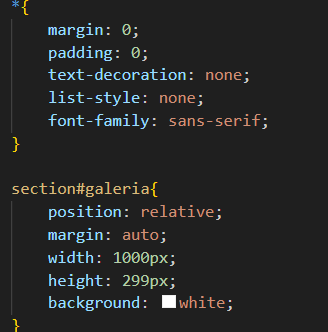 *{
margin: 0;
padding: 0;
text-decoration: none;
list-style: none;
font-family: sans-serif;
}
section#galeria{
position: relative;
margin: auto;
width: 1000px;
height: 299px;
background: white;
}